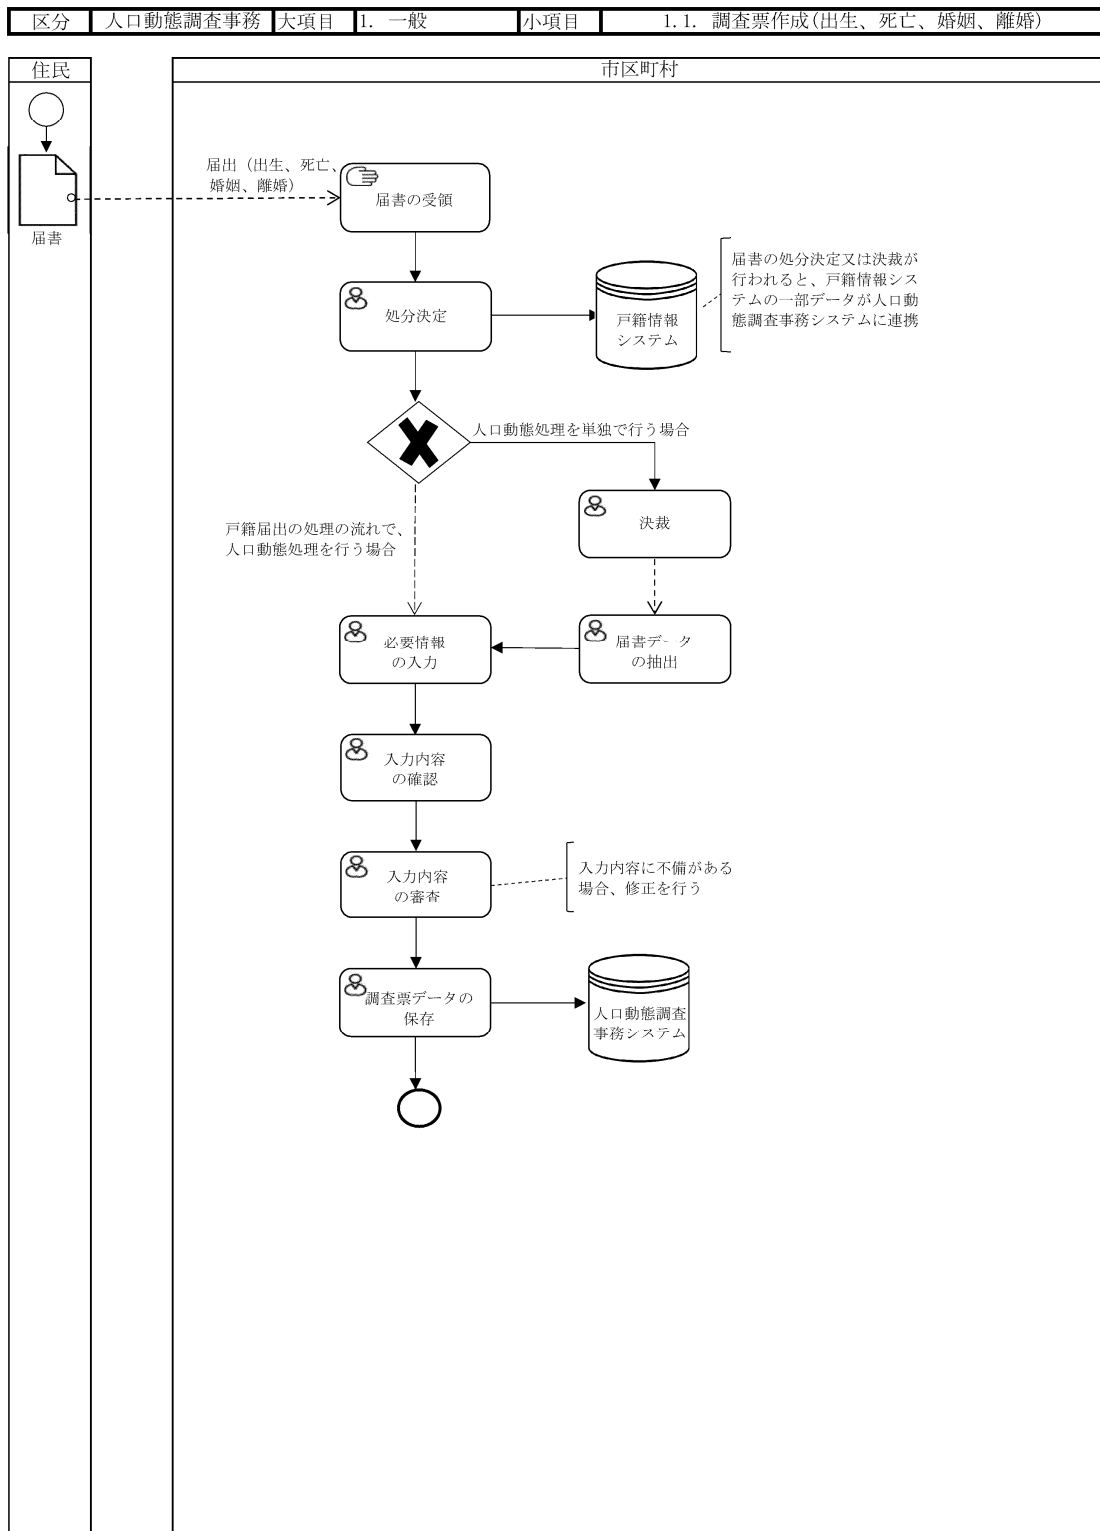 区分 人口動態調査事務 大項目 1. 一般 小項目 1.1. 調査票作成(出生、死亡、婚姻、離婚)
住民
市区町村
届出（出生、死亡、
婚姻、離婚）
届書
届書の受領
処分決定
戸籍情報
システム
届書の処分決定又は決裁が
行われると、戸籍情報シス
テムの一部データが人口動
態調査事務システムに連携
人口動態処理を単独で行う場合
戸籍届出の処理の流れで、
人口動態処理を行う場合
決裁
必要情報
の入力
届書データ
の抽出
入力内容
の確認
入力内容
の審査
入力内容に不備がある
場合、修正を行う
調査票データの
保存
人口動態調査
事務システム